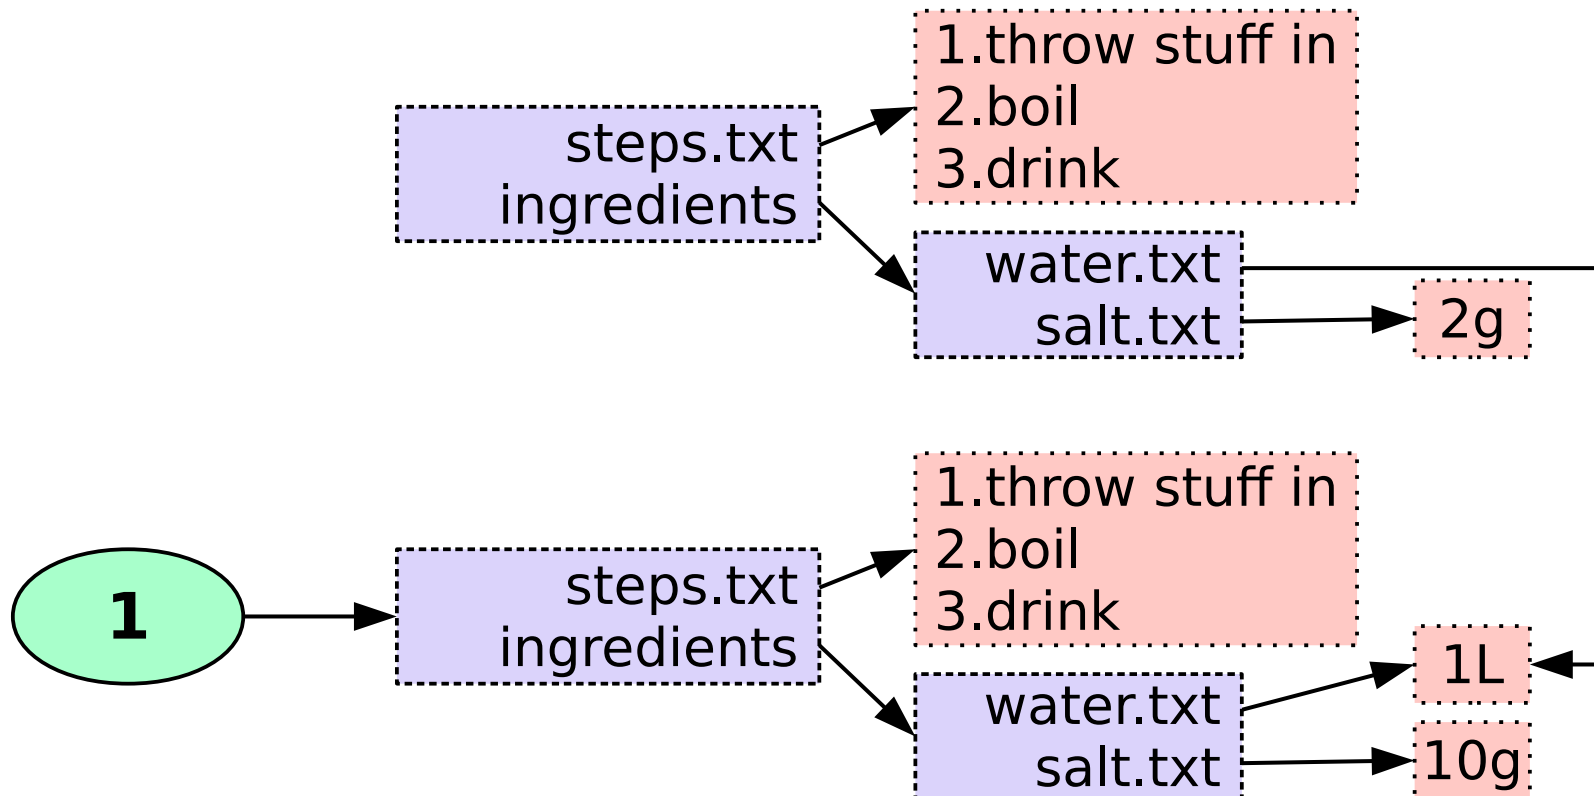 1.throw stuff in
2.boil
3.drink
steps.txt
ingredients
water.txt
salt.txt
2g
1.throw stuff in
2.boil
3.drink
1
steps.txt
ingredients
water.txt
salt.txt
1L
10g